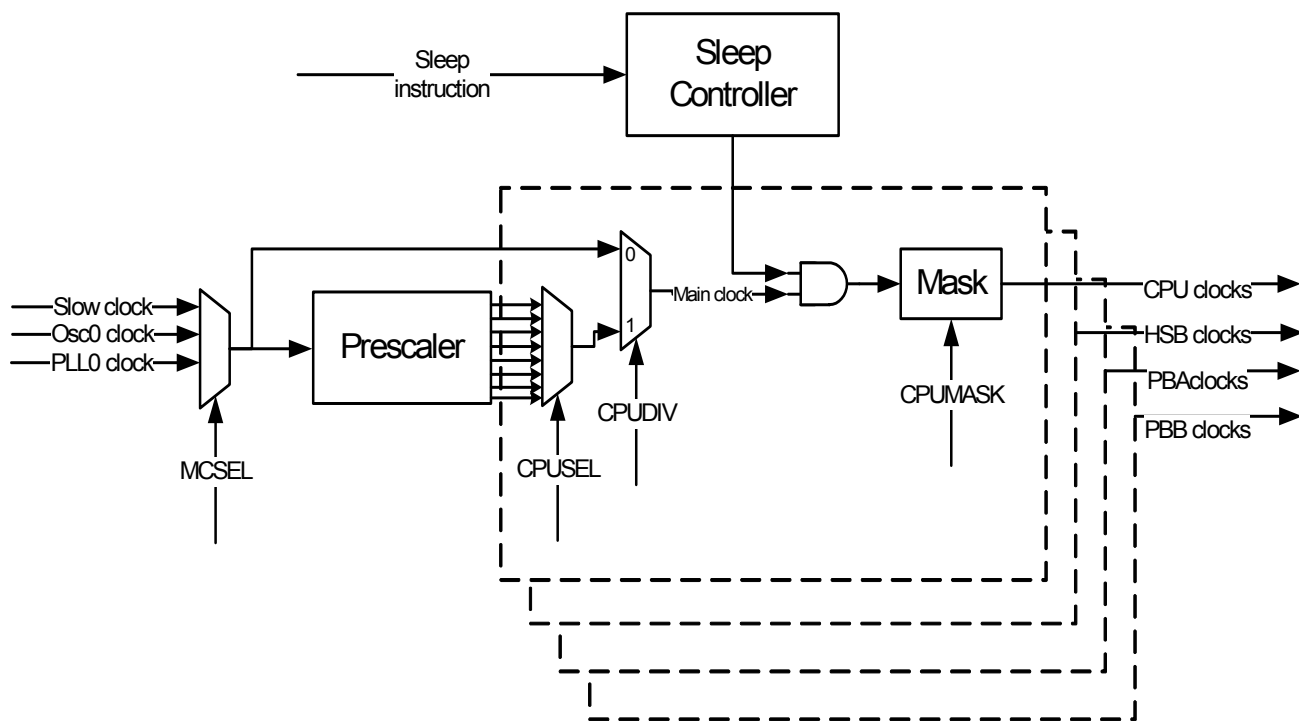 Sleep
instruction
Sleep
Controller
0
Slow clock
Osc0 clock
PLL0 clock
Prescaler
1
Main clock
Mask
CPU clocks
HSB clocks
PBAclocks
PBB clocks
MCSEL
CPUSEL
CPUDIV
CPUMASK